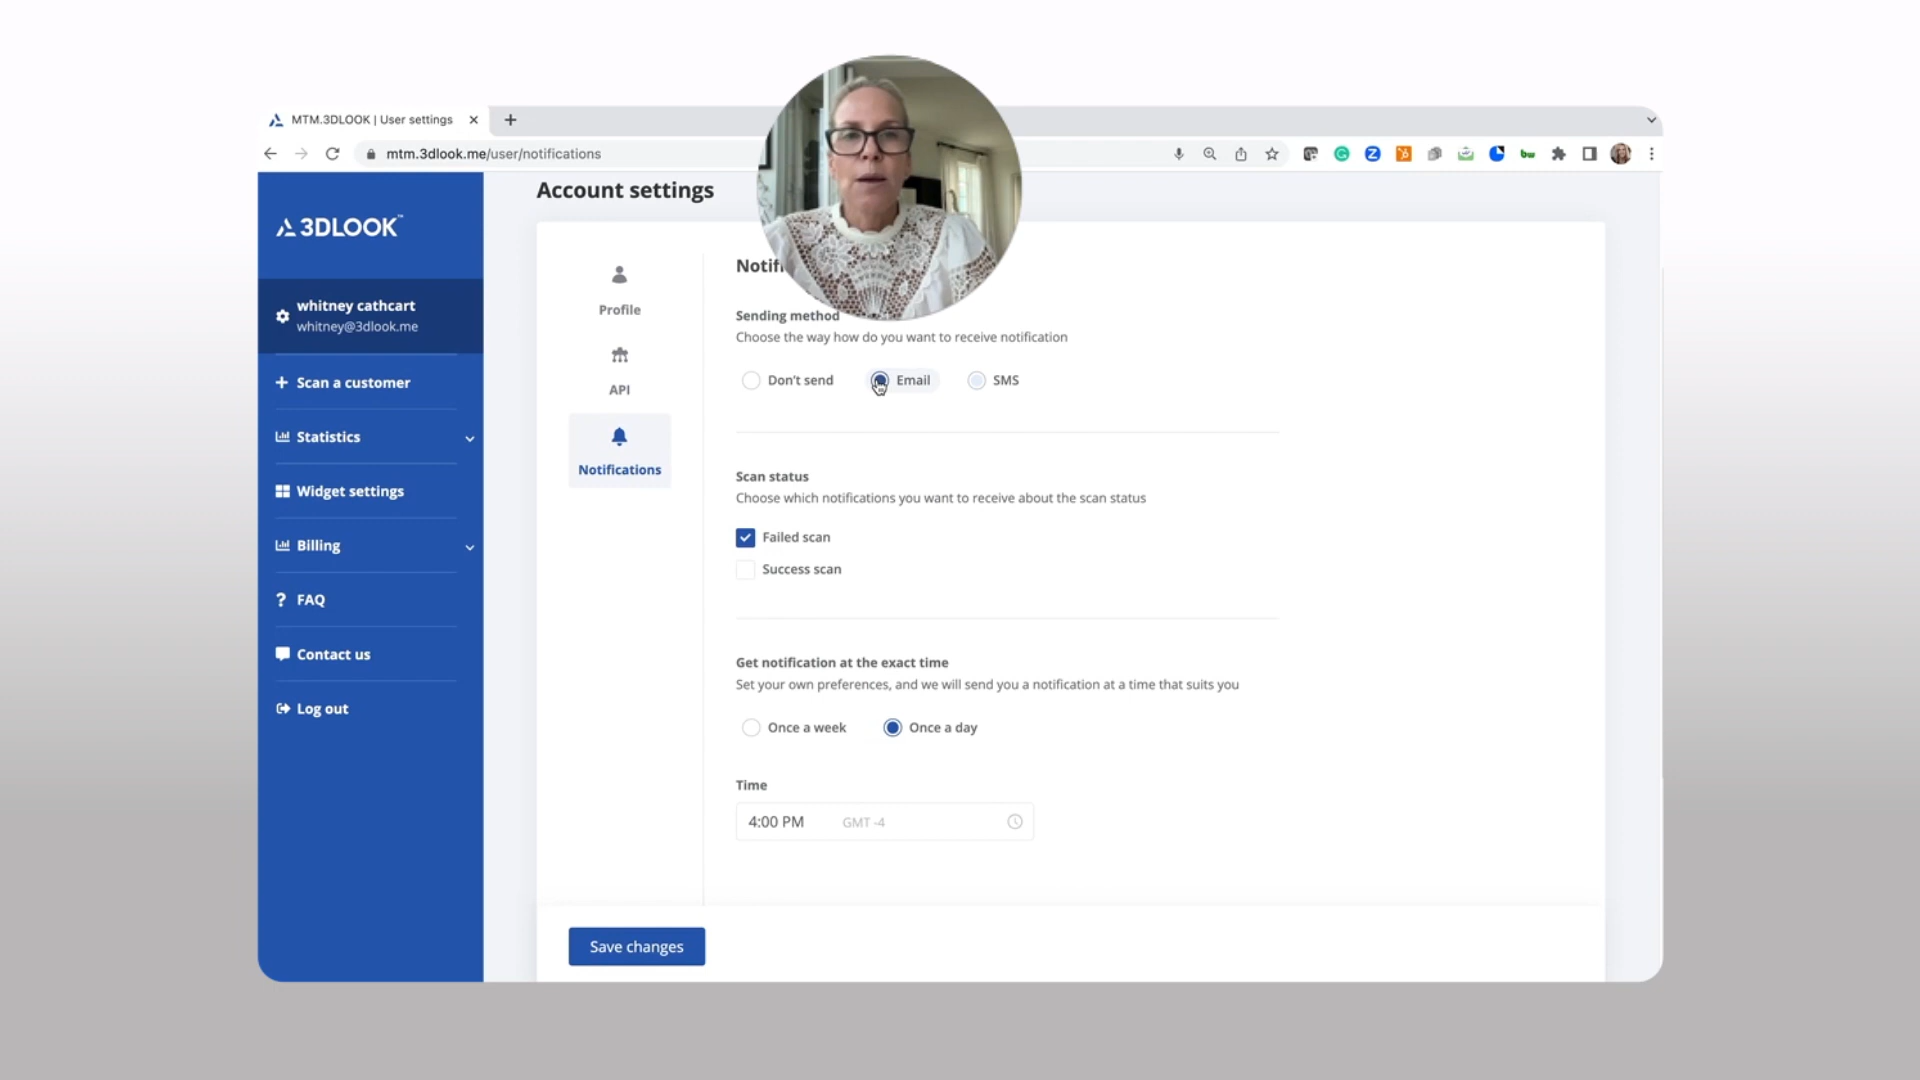 MTM.3DLOOK | User settings
mtm.3dlook.me/user/notifications
Account settings
3DLOOK™
whitney cathcart
whitney@3dlook.me
Scan a customer
Statistics
Widget settings
Billing
? FAQ
Contact us
Log out
Profile
API
Notifications
Sending method
Choose the way how do you want to receive notification
Don't send
Email
SMS
Scan status
Choose which notifications you want to receive about the scan status
Failed scan
Success scan
Get notification at the exact time
Set your own preferences, and we will send you a notification at a time that suits you
Once a week
Once a day
Time
4:00 PM GMT -4
Save changes